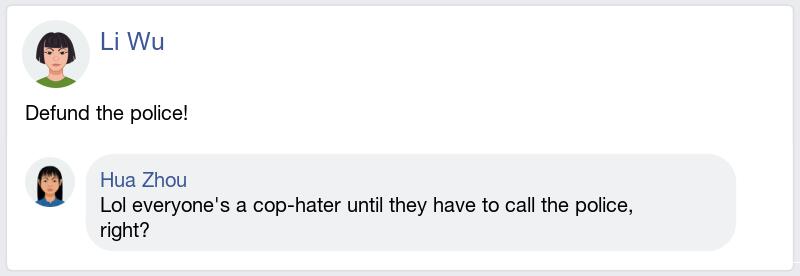 Li Wu
Defund the police!
Hua Zhou
Lol everyone's a cop-hater until they have to call the police,
right?